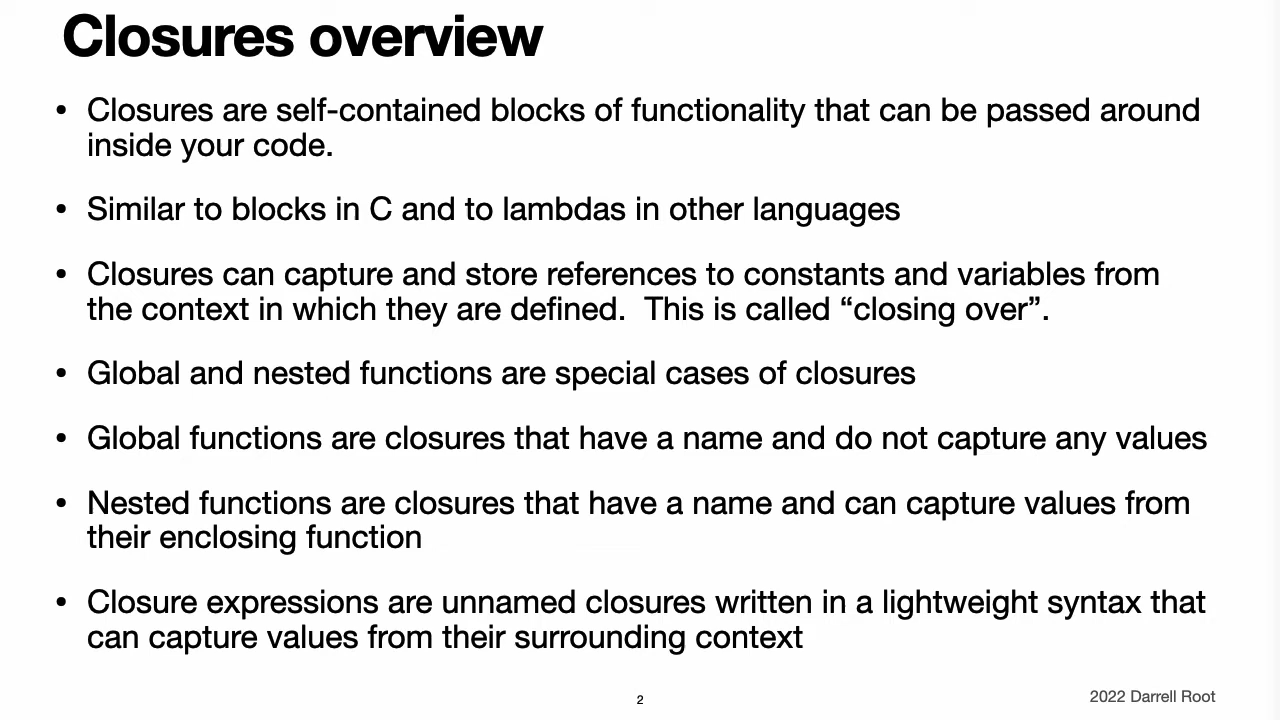 Closures overview
• Closures are self-contained blocks of functionality that can be passed around
inside your code.
• Similar to blocks in C and to lambdas in other languages
• Closures can capture and store references to constants and variables from
the context in which they are defined.  This is called “closing over”.
• Global and nested functions are special cases of closures
• Global functions are closures that have a name and do not capture any values
• Nested functions are closures that have a name and can capture values from
their enclosing function
• Closure expressions are unnamed closures written in a lightweight syntax that
can capture values from their surrounding context
2
2022 Darrell Root